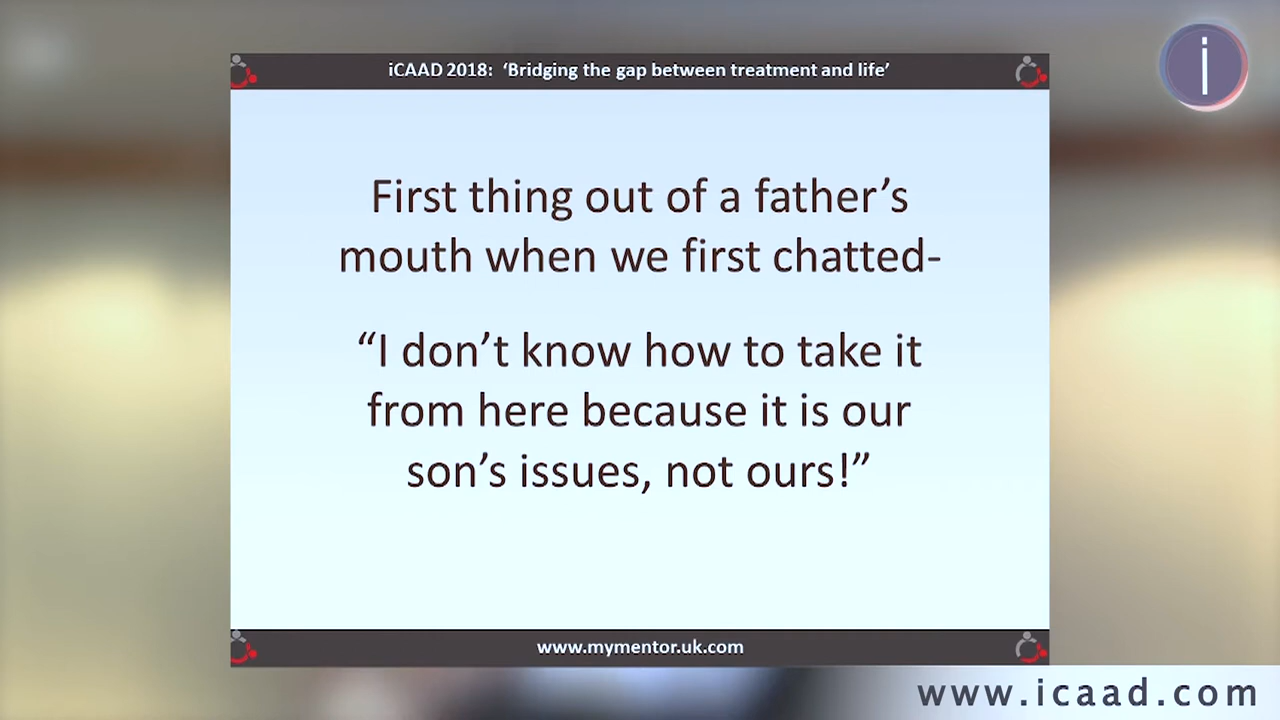 iCAAD 2018:  ‘Bridging the gap between treatment and life’
i
First thing out of a father’s
mouth when we first chatted-
“I don’t know how to take it
from here because it is our
son’s issues, not ours!”
www.mymentor.uk.com
www.icaad.com